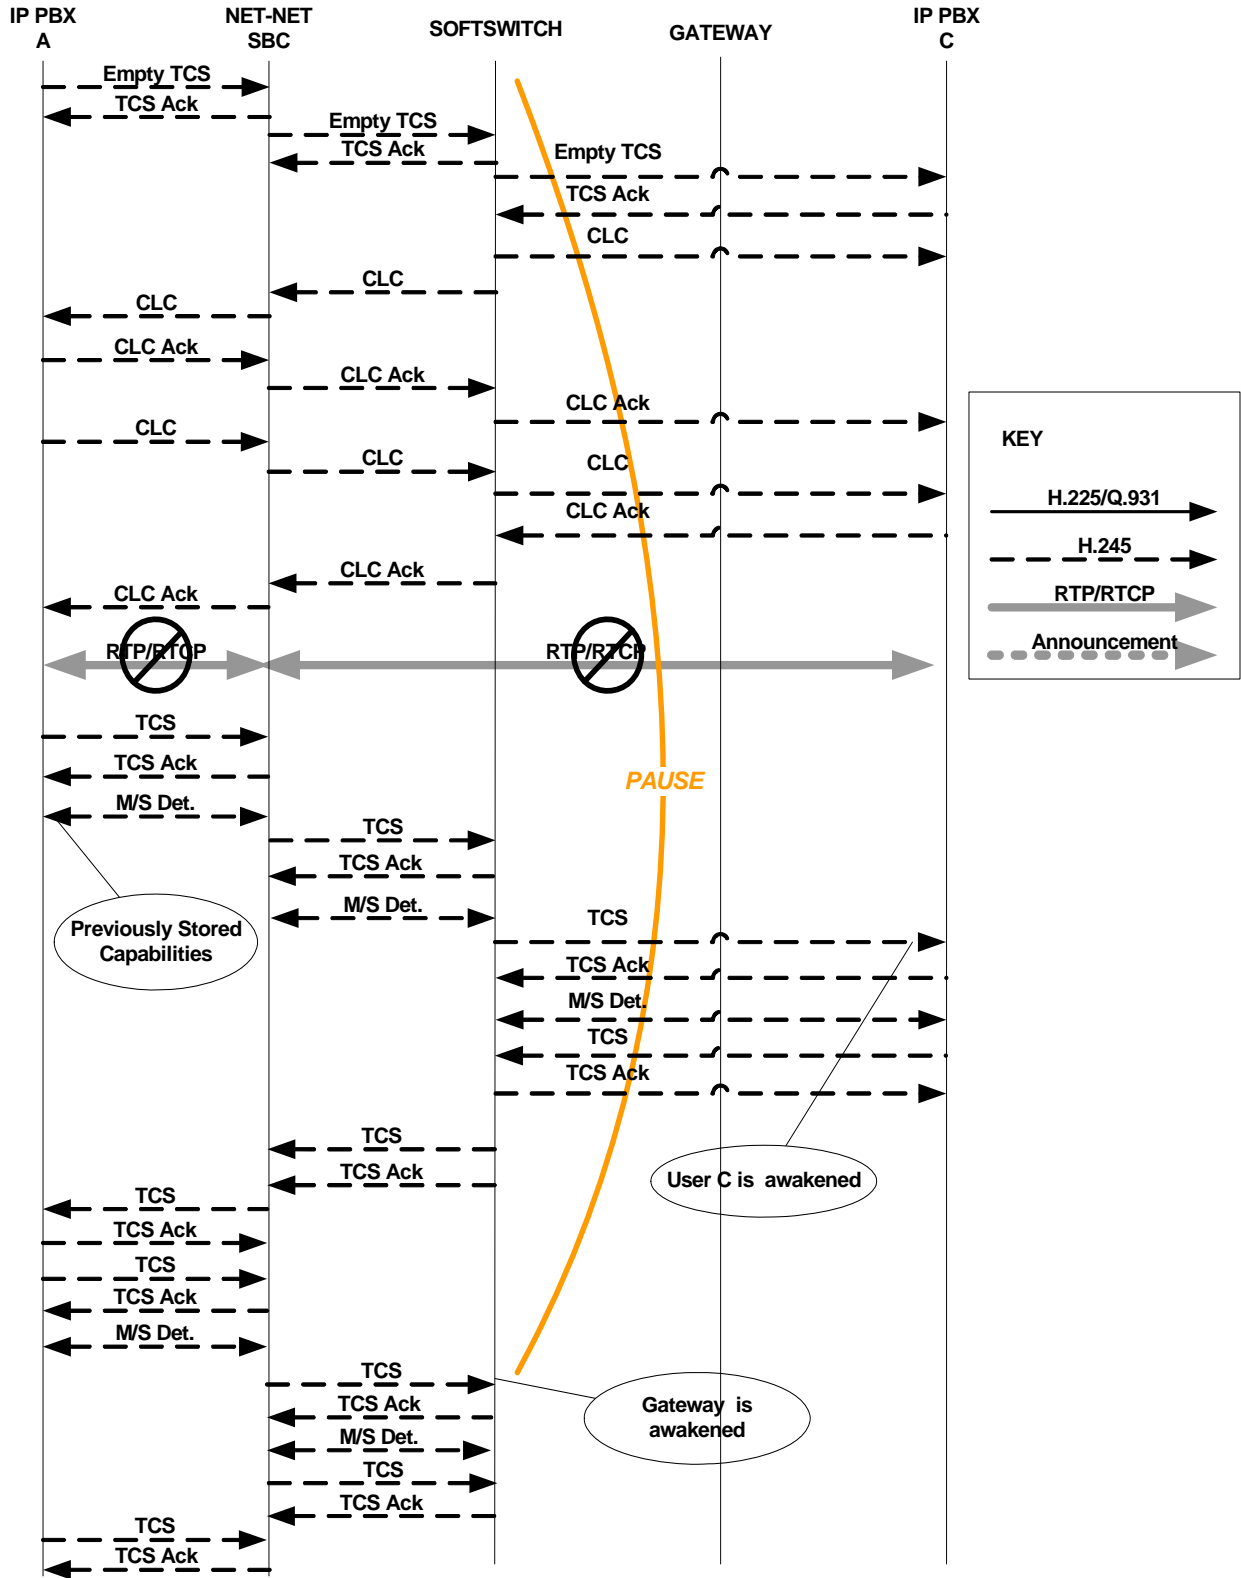 IP PBX
A
NET-NET
SBC
SOFTSWITCH
GATEWAY
IP PBX
C
Empty TCS
TCS Ack
Empty TCS
TCS Ack
Empty TCS
TCS Ack
CLC
CLC
CLC
CLC Ack
CLC Ack
CLC Ack
CLC
CLC
CLC
CLC Ack
CLC Ack
CLC Ack
RTP/RTCP
RTP/RTCP
KEY
H.225/Q.931
H.245
RTP/RTCP
Announcement
TCS
TCS Ack
PAUSE
M/S Det.
TCS
TCS Ack
M/S Det.
Previously Stored
Capabilities
TCS
TCS Ack
M/S Det.
TCS
TCS Ack
TCS
TCS Ack
User C is awakened
TCS
TCS Ack
TCS
TCS Ack
M/S Det.
TCS
TCS Ack
Gateway is
awakened
M/S Det.
TCS
TCS Ack
TCS
TCS Ack